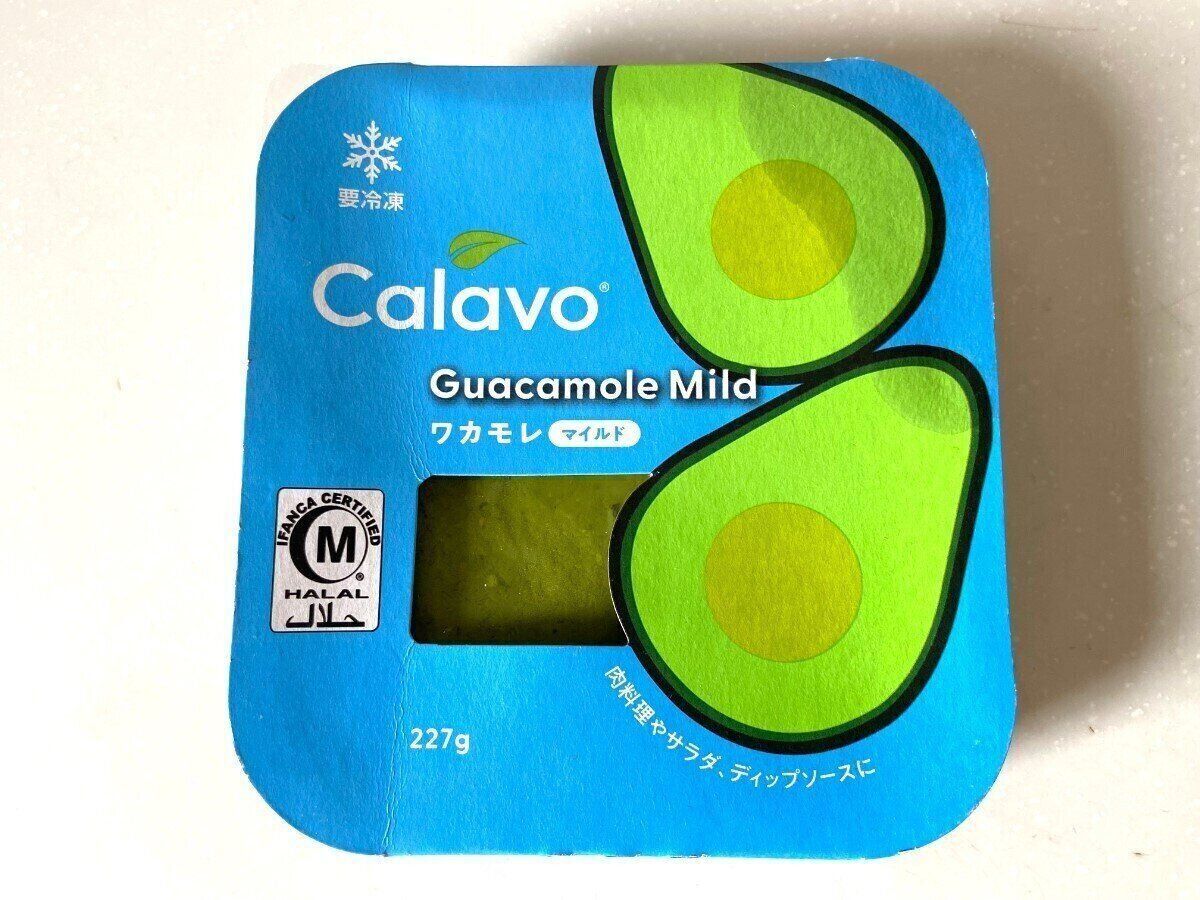 要冷凍
Calavo®
Guacamole Mild
ワカモレ マイルド
IFANCA CERTIFIED
M®
HALAL
حلال
227g
肉料理やサラダ、ディップソースに